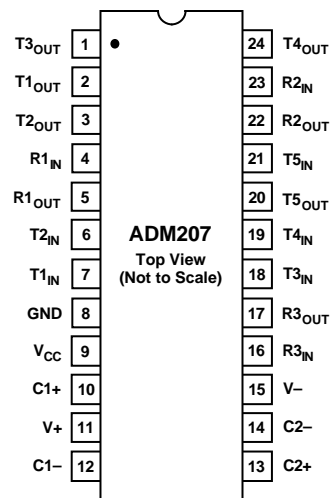 T3OUT 1 24 T4OUT
T1OUT 2 23 R2IN
T2OUT 3 22 R2OUT
R1IN 4 21 T5IN
R1OUT 5 20 T5OUT
T2IN 6 19 T4IN
T1IN 7 18 T3IN
GND 8 17 R3OUT
VCC 9 16 R3IN
C1+ 10 15 V–
V+ 11 14 C2–
C1– 12 13 C2+
ADM207
Top View
(Not to Scale)